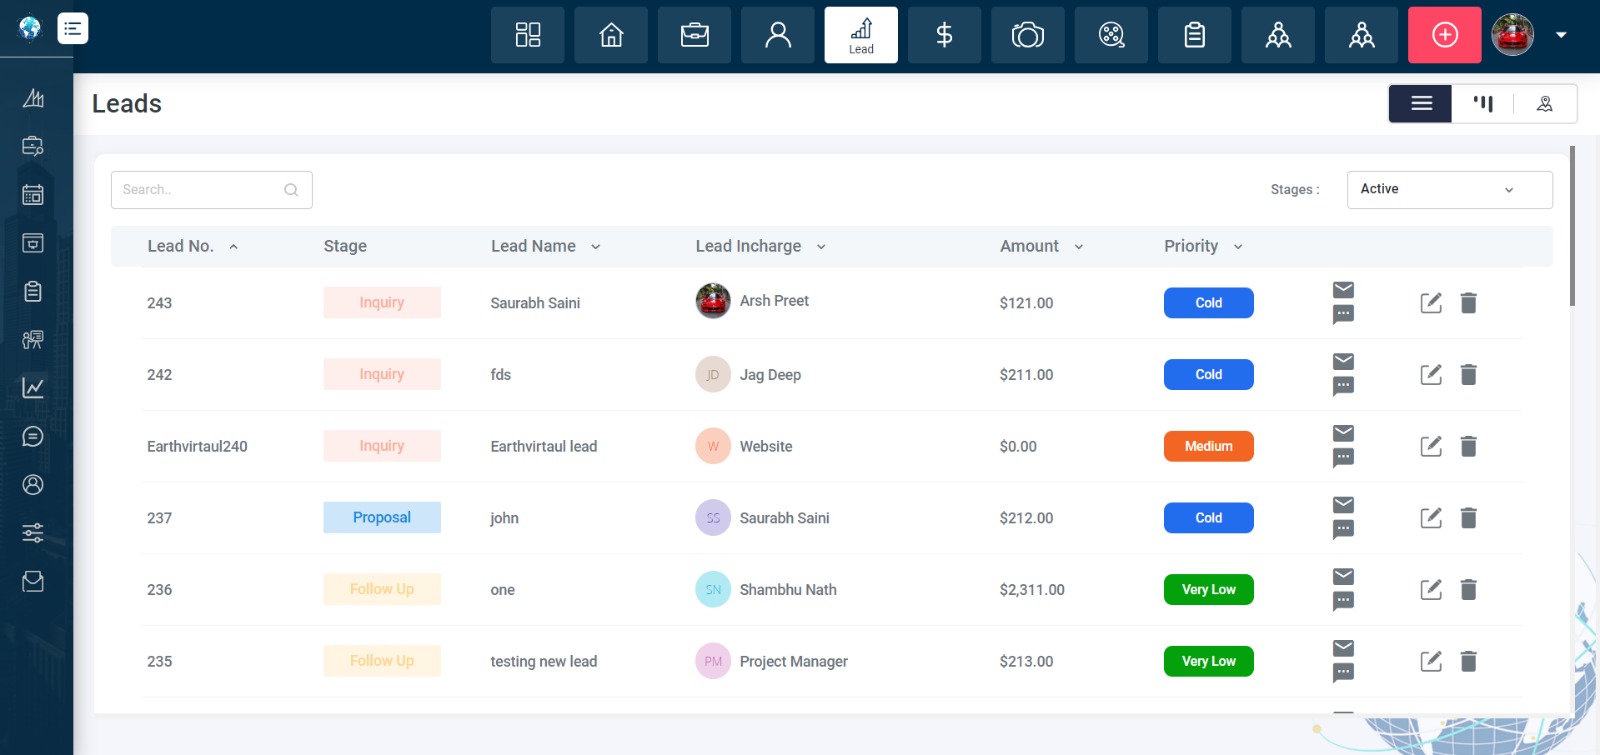 Lead
Leads
Search..
Stages :
Active
Lead No.
Stage
Lead Name
Lead Incharge
Amount
Priority
243
Inquiry
Saurabh Saini
Arsh Preet
$121.00
Cold
242
Inquiry
fds
JD
Jag Deep
$211.00
Cold
Earthvirtaul240
Inquiry
Earthvirtaul lead
W
Website
$0.00
Medium
237
Proposal
john
SS
Saurabh Saini
$212.00
Cold
236
Follow Up
one
SN
Shambhu Nath
$2,311.00
Very Low
235
Follow Up
testing new lead
PM
Project Manager
$213.00
Very Low